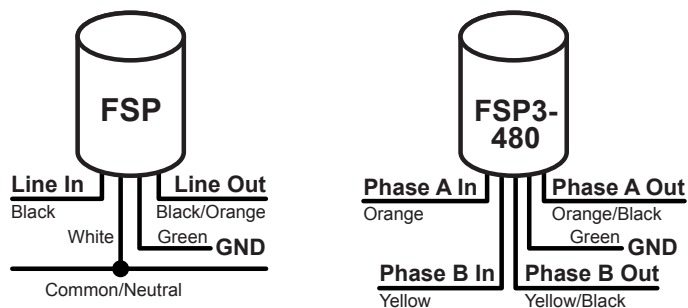 FSP
Line In
Black
Line Out
Black/Orange
White
Green
GND
Common/Neutral
FSP3-
480
Phase A In
Orange
Phase A Out
Orange/Black
Green
GND
Phase B In
Yellow
Phase B Out
Yellow/Black